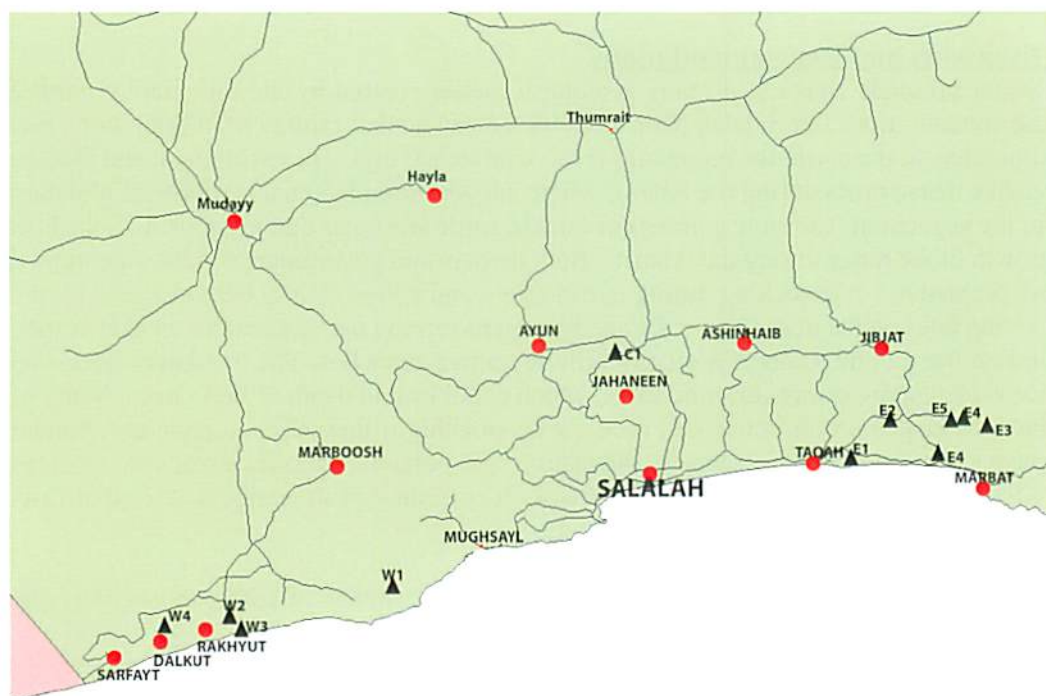 Thumrait
Hayla
Mudayy
AYUN
C1
ASHINHAIB
JIBJAT
JAHANEEN
E2
E5
E4
E3
MARBOOSH
TAQAH
E1
E4
SALALAH
MARBAT
MUGHSAYL
W1
W2
W4
W3
RAKHYUT
DALKUT
SARFAYT